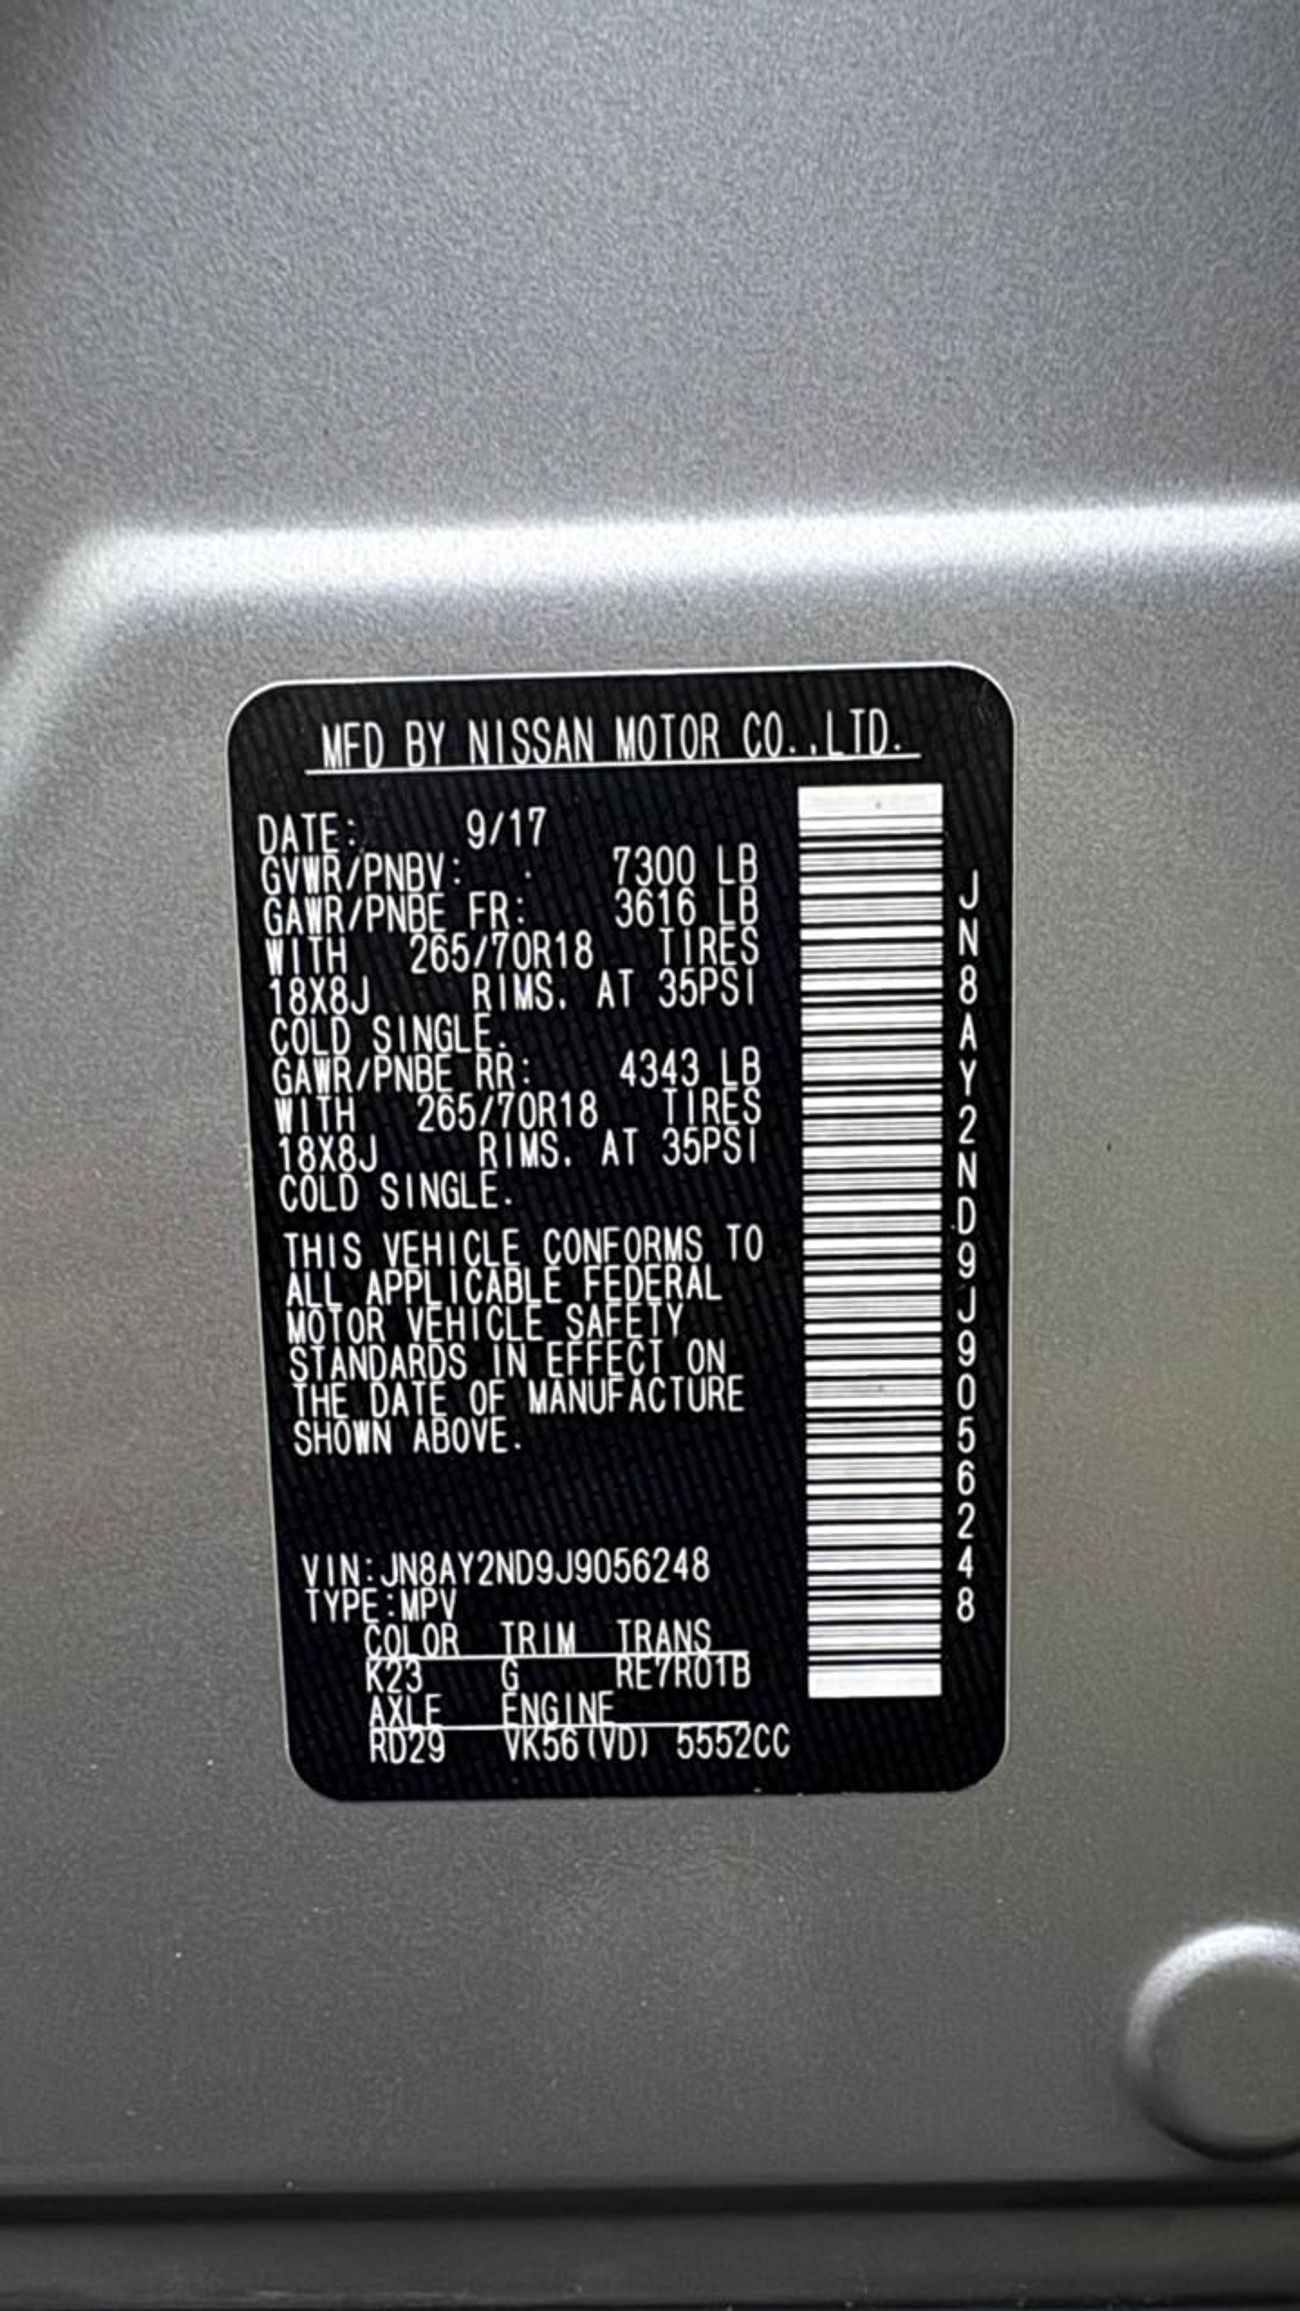 MFD BY NISSAN MOTOR CO.,LTD.
DATE: 9/17
GVWR/PNBV: 7300 LB
GAWR/PNBE FR: 3616 LB
WITH 265/70R18 TIRES
18X8J RIMS. AT 35PSI
COLD SINGLE.
GAWR/PNBE RR: 4343 LB
WITH 265/70R18 TIRES
18X8J RIMS. AT 35PSI
COLD SINGLE.
THIS VEHICLE CONFORMS TO
ALL APPLICABLE FEDERAL
MOTOR VEHICLE SAFETY
STANDARDS IN EFFECT ON
THE DATE OF MANUFACTURE
SHOWN ABOVE.
VIN:JN8AY2ND9J9056248
TYPE:MPV
COLOR TRIM TRANS
K23 G RE7R01B
AXLE ENGINE
RD29 VK56(VD) 5552CC
JN8AY2ND9J9056248